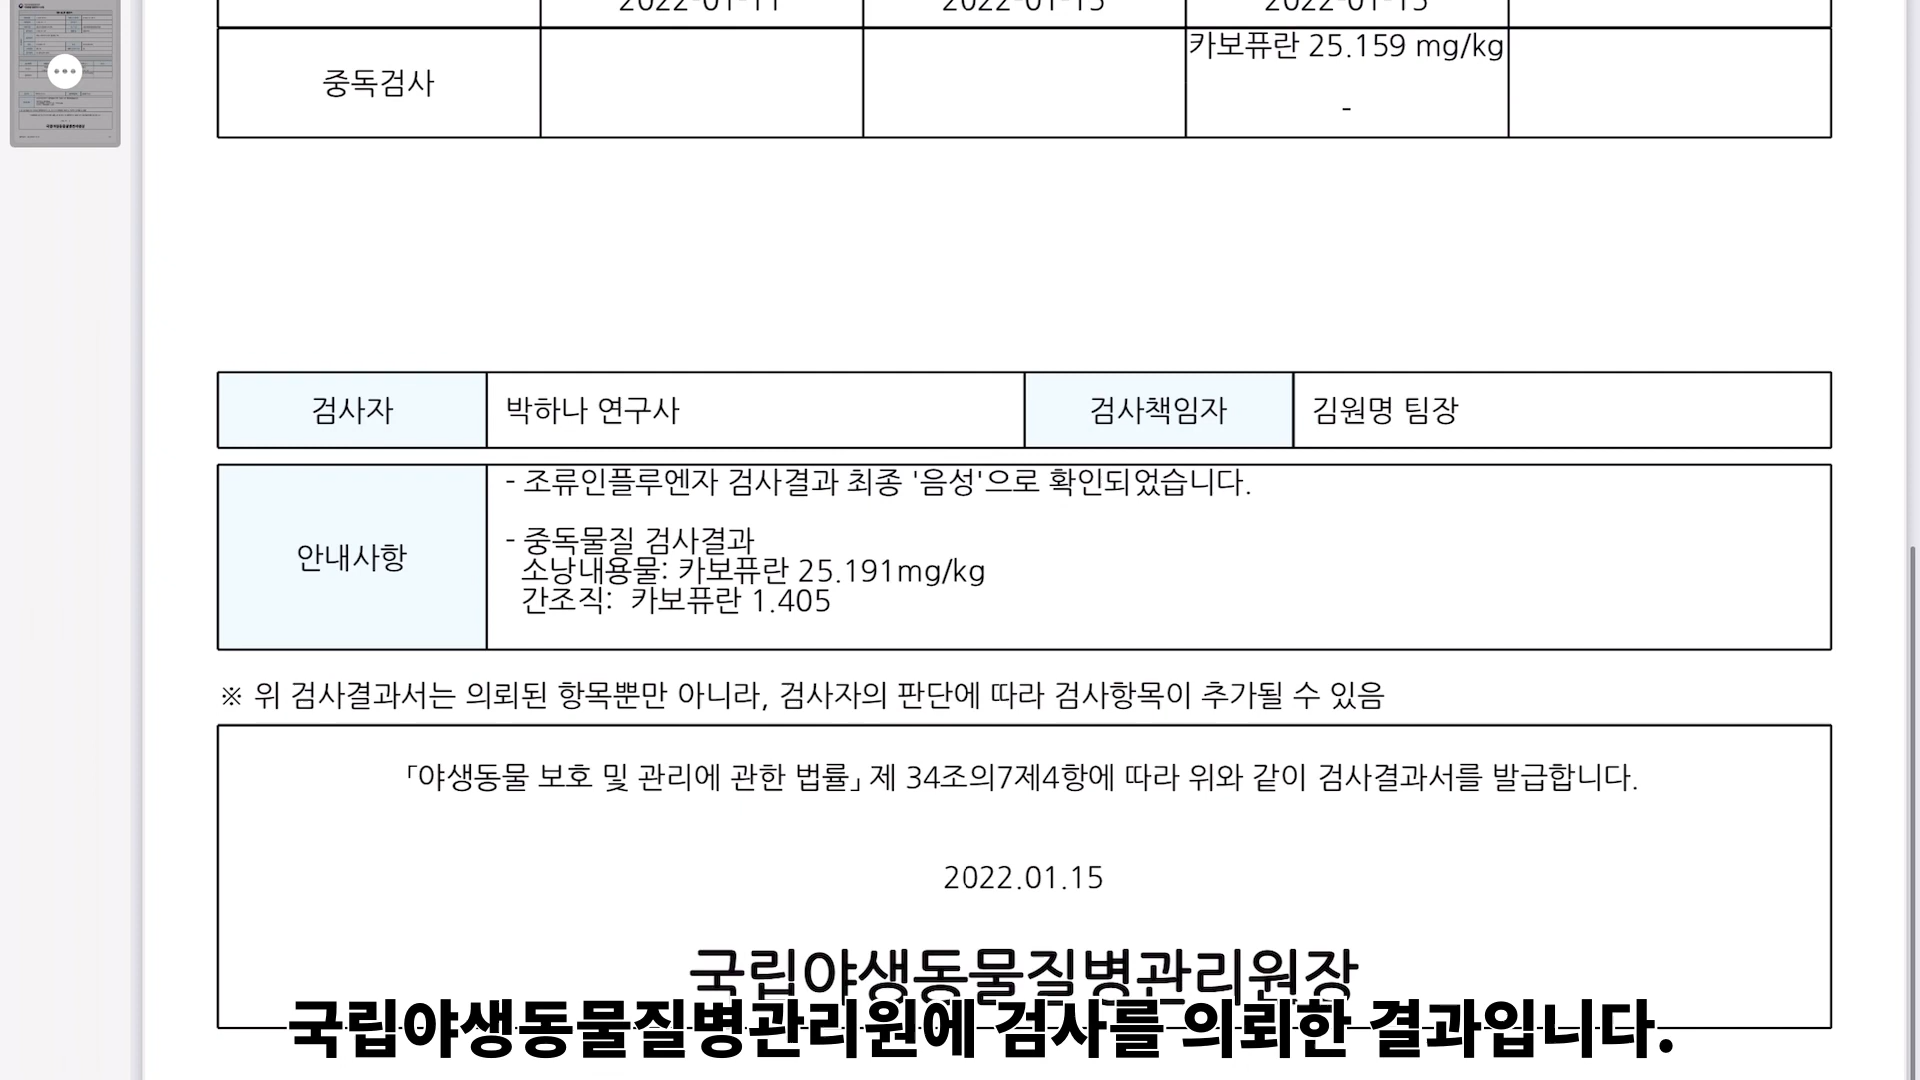 2022-01-11 2022-01-15 2022-01-15
중독검사 카보퓨란 25.159 mg/kg
-
검사자 박하나 연구사 검사책임자 김원명 팀장
안내사항
- 조류인플루엔자 검사결과 최종 '음성'으로 확인되었습니다.
- 중독물질 검사결과
소낭내용물: 카보퓨란 25.191mg/kg
간조직: 카보퓨란 1.405
※ 위 검사결과서는 의뢰된 항목뿐만 아니라, 검사자의 판단에 따라 검사항목이 추가될 수 있음
「야생동물 보호 및 관리에 관한 법률」 제 34조의7제4항에 따라 위와 같이 검사결과서를 발급합니다.
2022.01.15
국립야생동물질병관리원장
국립야생동물질병관리원에 검사를 의뢰한 결과입니다.